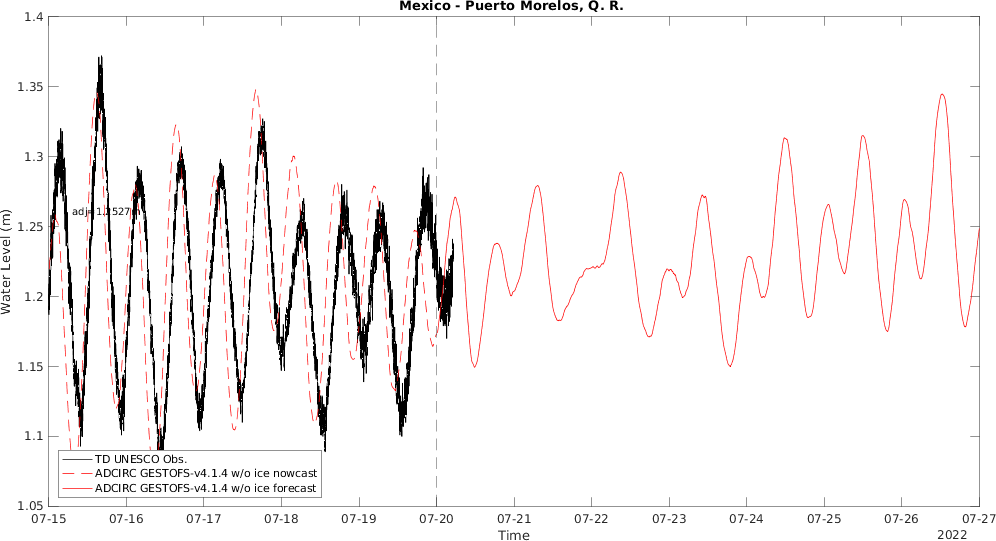 Mexico - Puerto Morelos, Q. R.
1.4
1.35
1.3
1.25
1.2
1.15
1.1
1.05
Water Level (m)
adj=1.2527m
TD UNESCO Obs.
ADCIRC GESTOFS-v4.1.4 w/o ice nowcast
ADCIRC GESTOFS-v4.1.4 w/o ice forecast
07-15 07-16 07-17 07-18 07-19 07-20 07-21 07-22 07-23 07-24 07-25 07-26 07-27
Time
2022